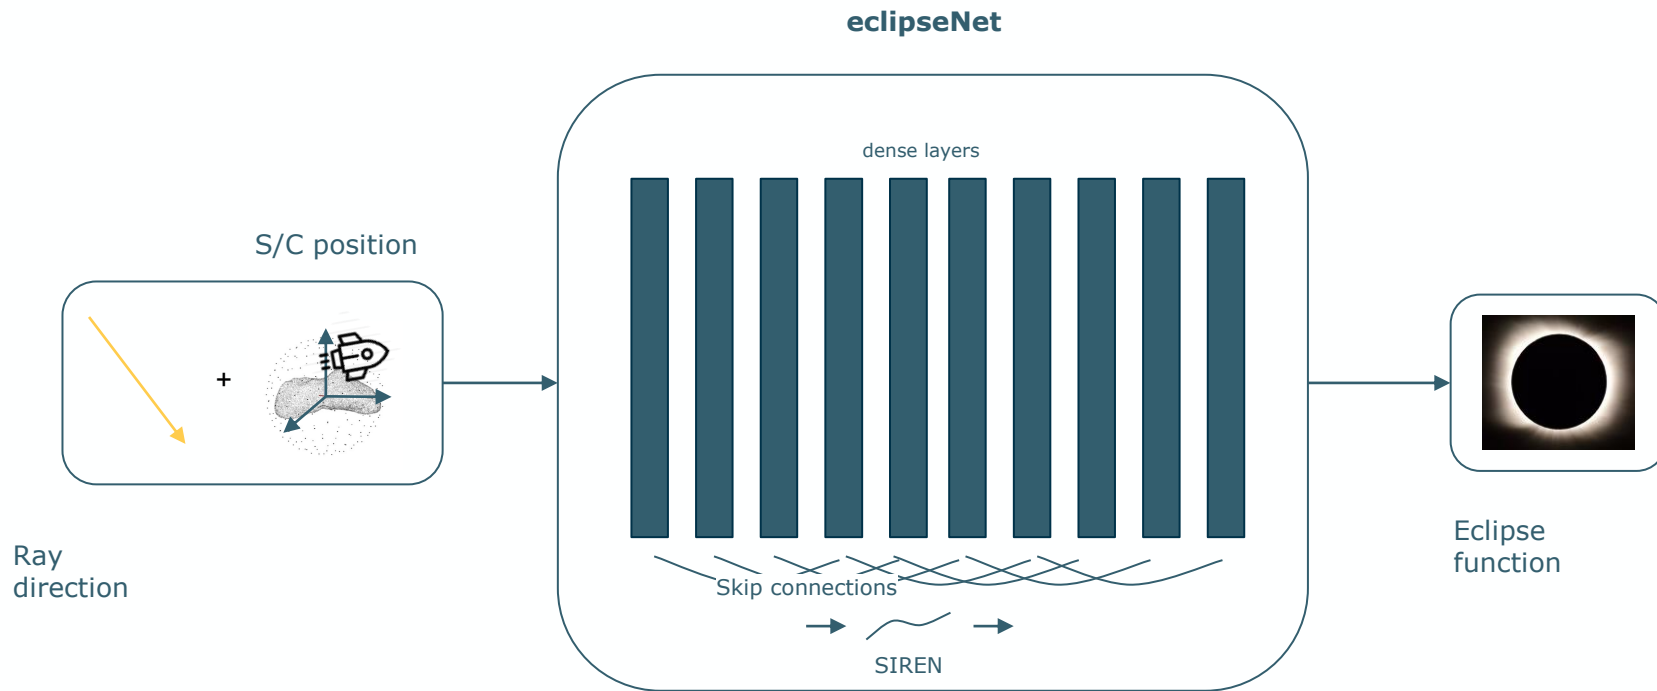 eclipseNet
dense layers
S/C position
+
Ray
direction
Skip connections
SIREN
Eclipse
function